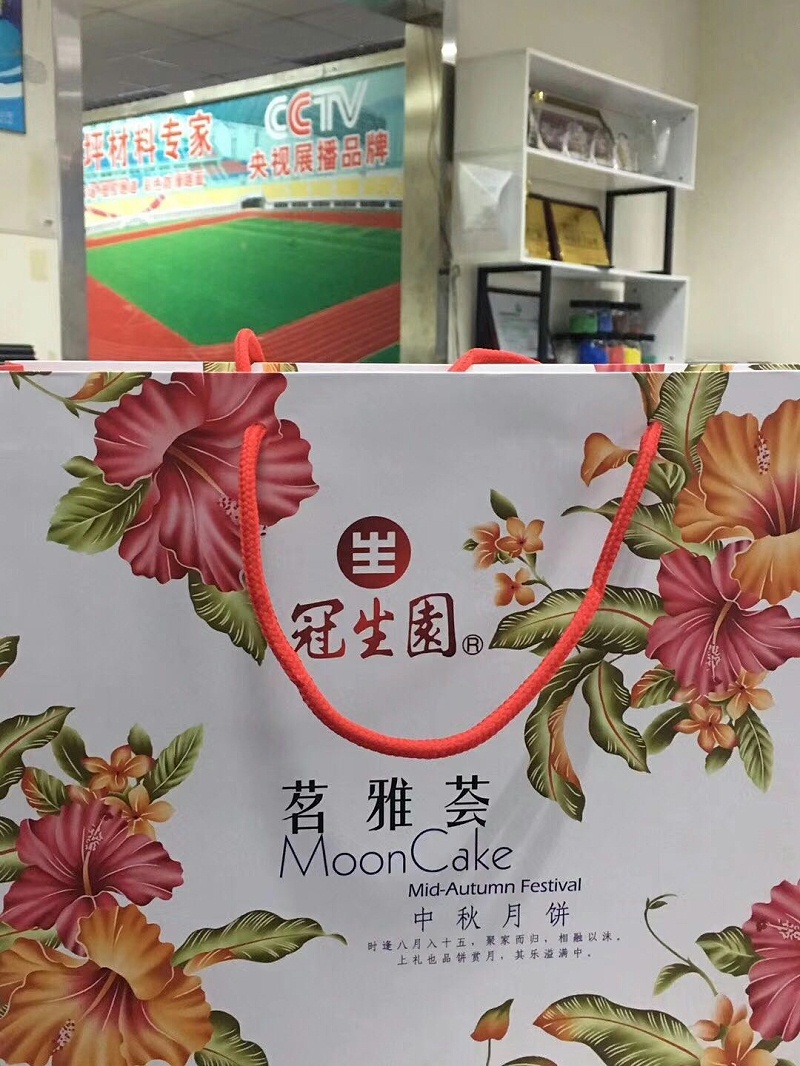 CCTV
坪材料专家
央视展播品牌
生
冠生園®
茗雅荟
MoonCake
Mid-Autumn Festival
中秋月饼
时逢八月入十五，聚家而归，相融以沫。
上礼也品饼赏月，其乐溢满中。